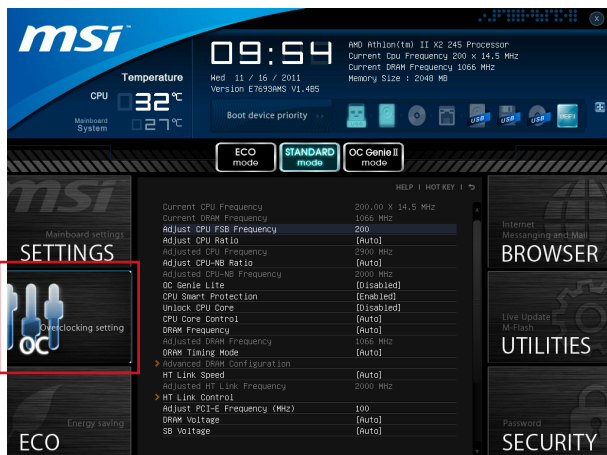 msi
09:54
Wed 11 / 16 / 2011
Version E7693AMS V1.4B5
AMD Athlon(tm) II X2 245 Processor
Current Cpu Frequency 200 x 14.5 MHz
Current DRAM Frequency 1066 MHz
Memory Size : 2048 MB
Temperature
CPU 32°C
Mainboard
System 27°C
Boot device priority
USB USB USB UEFI
ECO
mode
STANDARD
mode
OC Genie II
mode
HELP | HOT KEY |
msi
Mainboard settings
SETTINGS
Overclocking setting
OC
Energy saving
ECO
Current CPU Frequency 200.00 X 14.5 MHz
Current DRAM Frequency 1066 MHz
Adjust CPU FSB Frequency 200
Adjust CPU Ratio [Auto]
Adjusted CPU Frequency 2900 MHz
Adjust CPU-NB Ratio [Auto]
Adjusted CPU-NB Frequency 2000 MHz
OC Genie Lite [Disabled]
CPU Smart Protection [Enabled]
Unlock CPU Core [Disabled]
CPU Core Control [Auto]
DRAM Frequency [Auto]
Adjusted DRAM Frequency 1066 MHz
DRAM Timing Mode [Auto]
> Advanced DRAM Configuration
HT Link Speed [Auto]
Adjusted HT Link Frequency 2000 MHz
> HT Link Control
Adjust PCI-E Frequency (MHz) 100
DRAM Voltage [Auto]
SB Voltage [Auto]
Internet
Messanging and Mail
BROWSER
Live Update
M-Flash
UTILITIES
Password
SECURITY